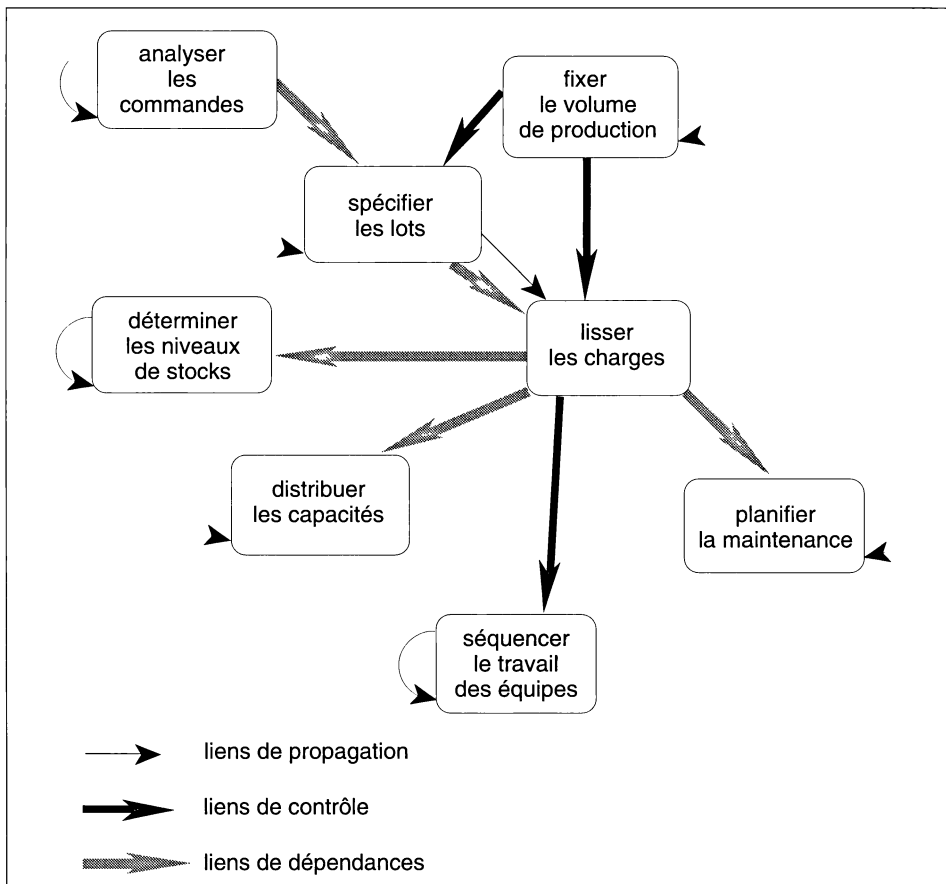 analyser
les
commandes
fixer
le volume
de production
spécifier
les lots
déterminer
les niveaux
de stocks
lisser
les charges
distribuer
les capacités
planifier
la maintenance
séquencer
le travail
des équipes
liens de propagation
liens de contrôle
liens de dépendances